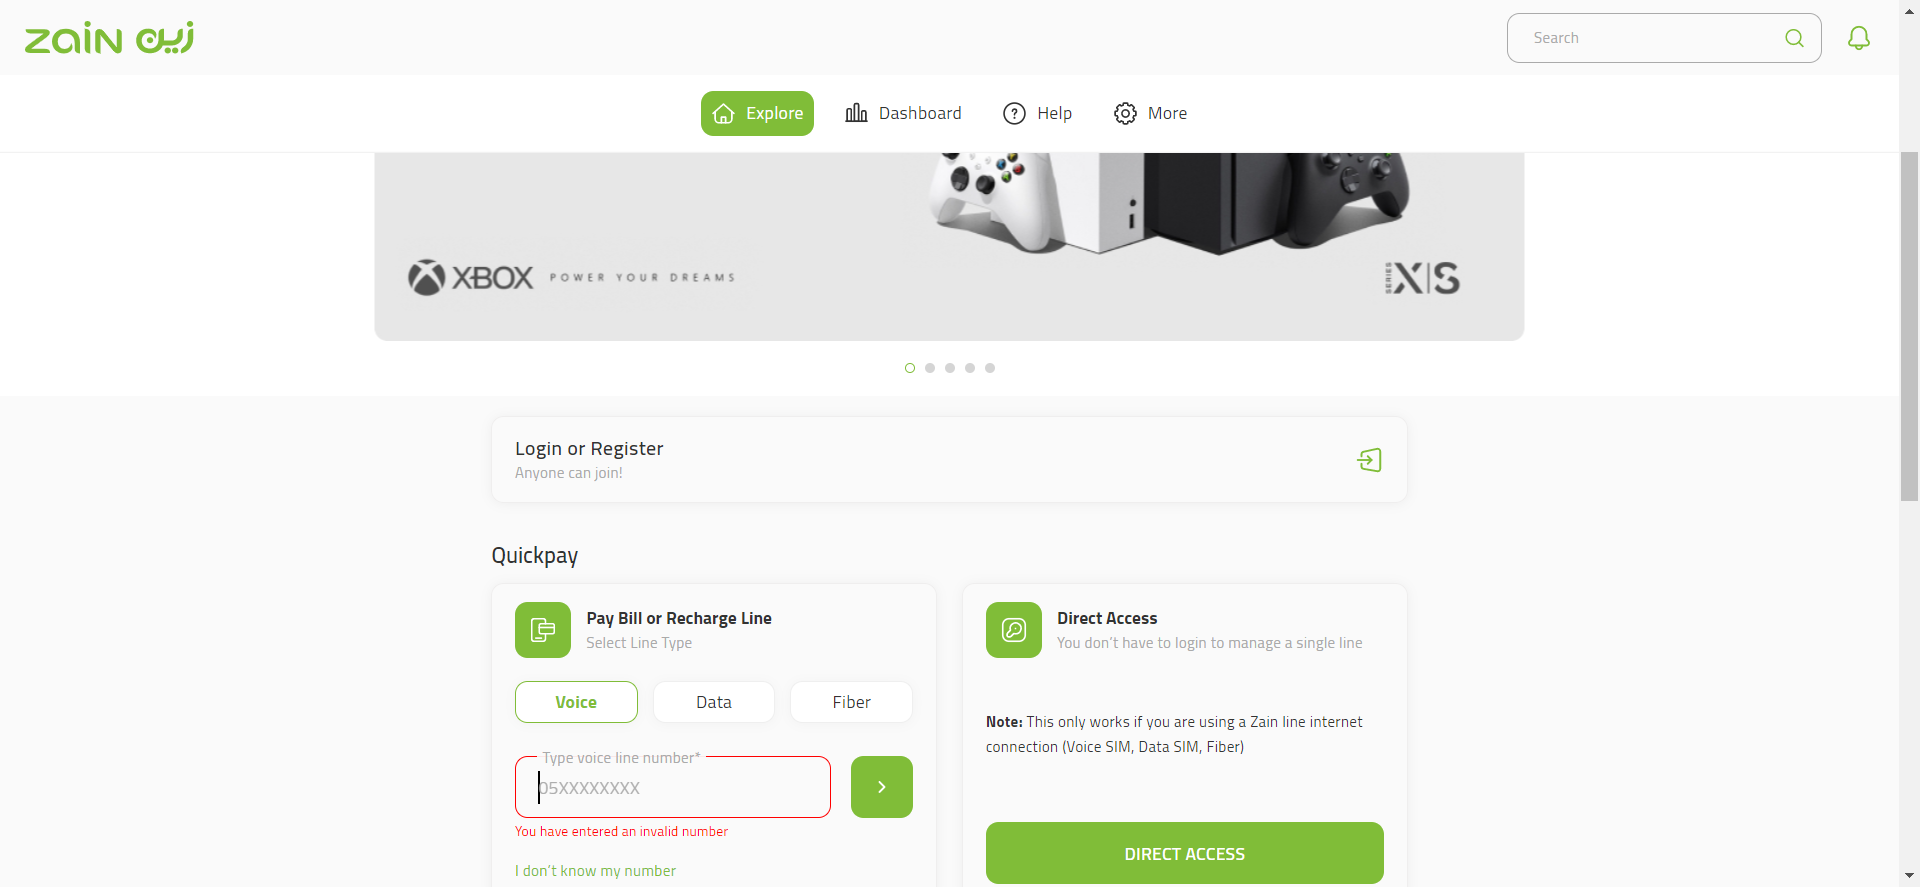 zain زين
Search
Explore
Dashboard
Help
More
XBOX POWER YOUR DREAMS
SERIES X|S
Login or Register
Anyone can join!
Quickpay
Pay Bill or Recharge Line
Select Line Type
Voice
Data
Fiber
Type voice line number*
05XXXXXXXX
You have entered an invalid number
I don't know my number
Direct Access
You don't have to login to manage a single line
Note: This only works if you are using a Zain line internet
connection (Voice SIM, Data SIM, Fiber)
DIRECT ACCESS